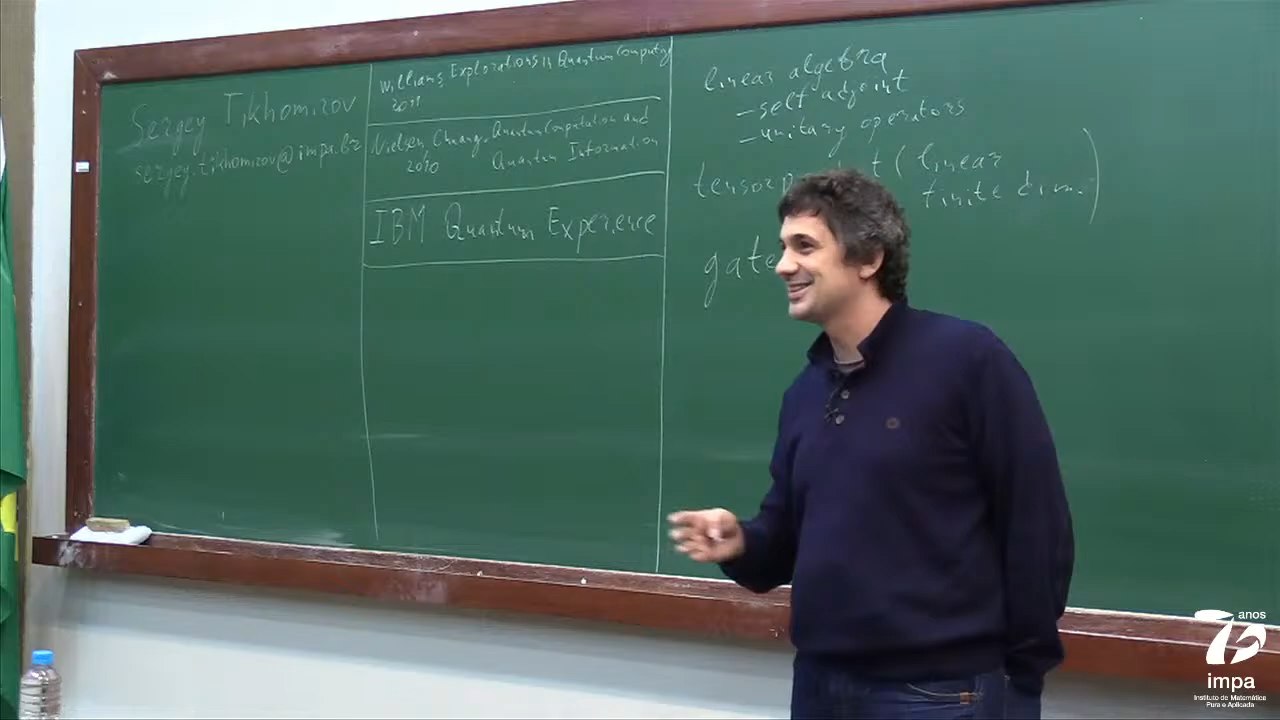 Sergey Tikhomirov
sergey.tikhomirov@impa.br
Williams, Explorations in Quantum Computing
2011
Nielsen, Chuang, Quantum Computation and
2010 Quantum Information
IBM Quantum Experience
linear algebra
- self adjoint
- unitary operators
(linear
finite dim.)
anos
impa
Instituto de Matemática
Pura e Aplicada